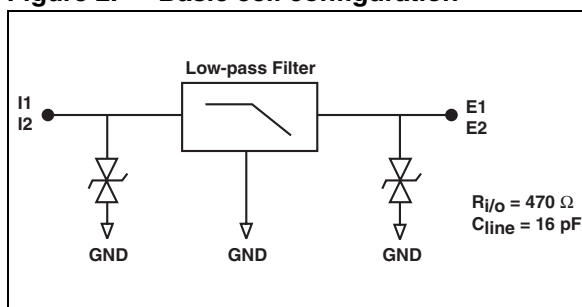 Figure 2. Basic cell configuration
Low-pass Filter
I1
I2
E1
E2
Ri/o = 470 Ω
Cline = 16 pF
GND
GND
GND